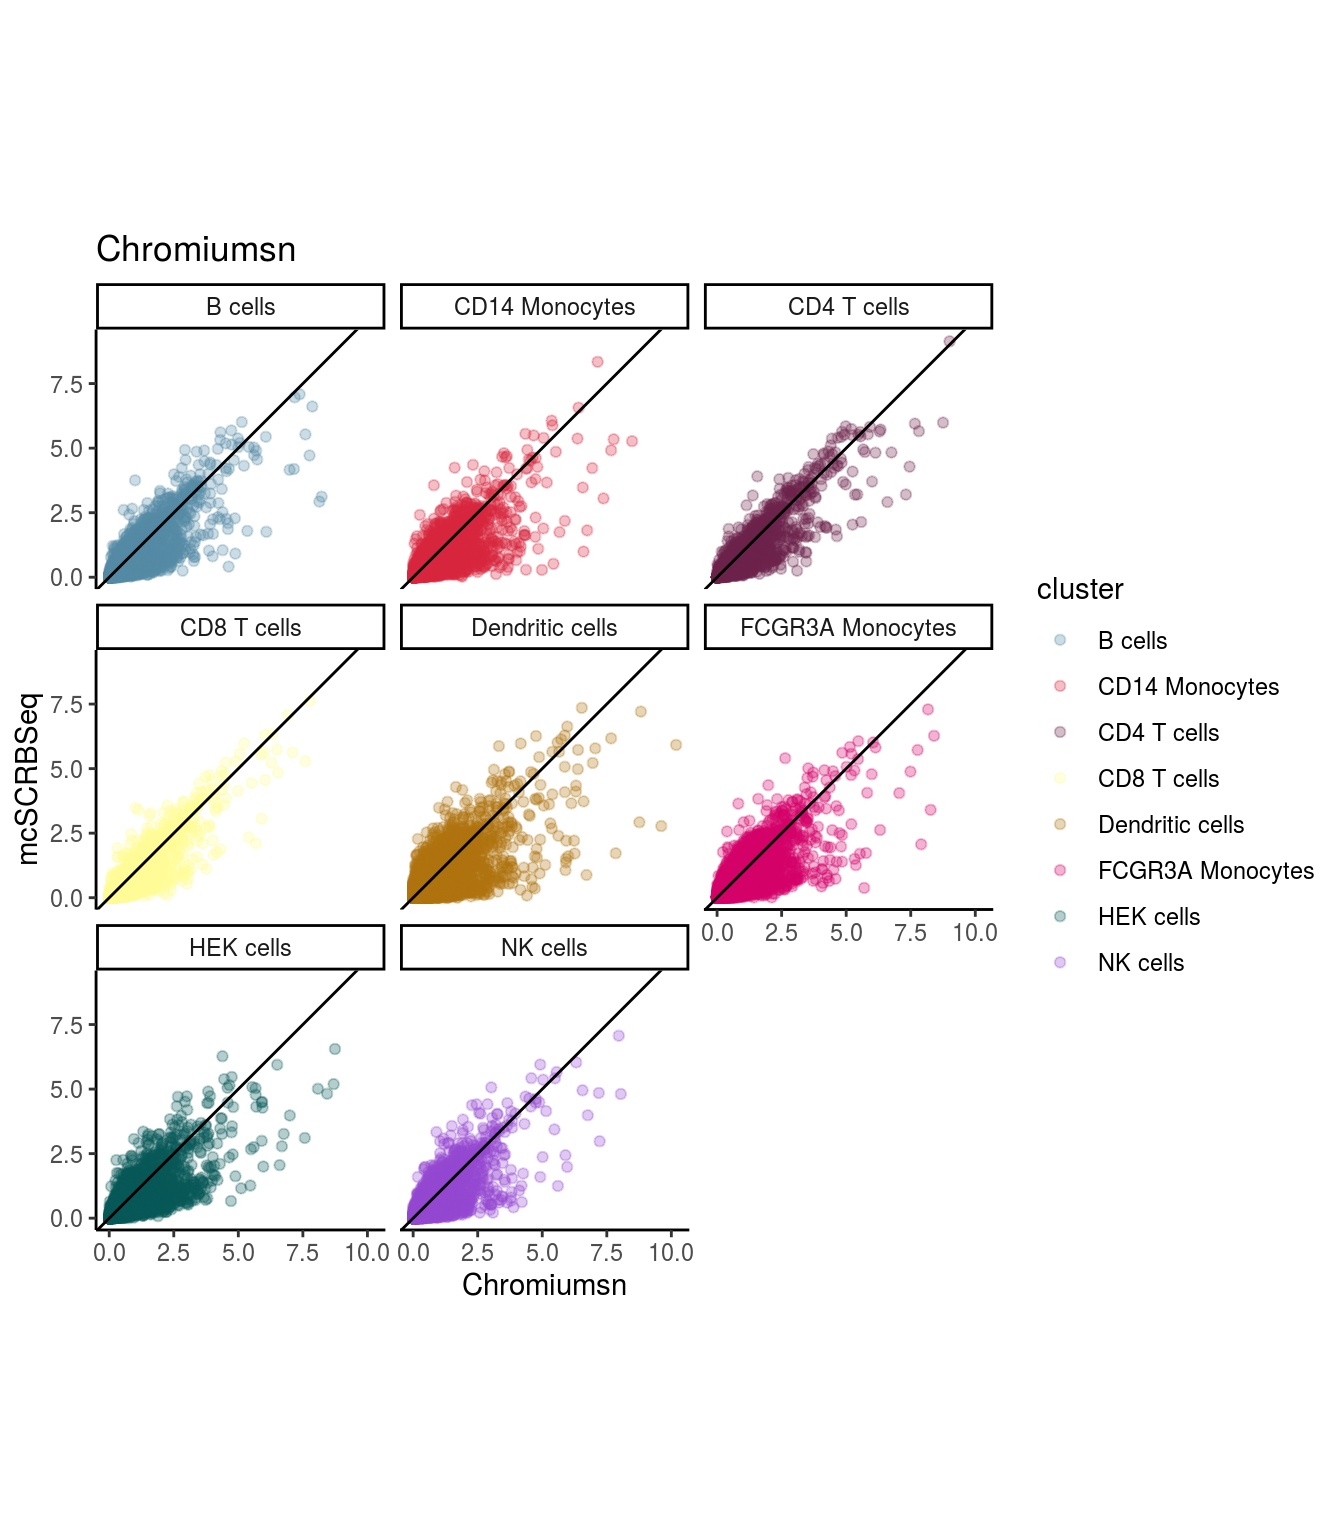 Chromiumsn
B cells
CD14 Monocytes
CD4 T cells
7.5
5.0
2.5
0.0
CD8 T cells
Dendritic cells
FCGR3A Monocytes
7.5
5.0
2.5
0.0
0.0 2.5 5.0 7.5 10.0
HEK cells
NK cells
7.5
5.0
2.5
0.0
0.0 2.5 5.0 7.5 10.0
0.0 2.5 5.0 7.5 10.0
Chromiumsn
mcSCRBSeq
cluster
B cells
CD14 Monocytes
CD4 T cells
CD8 T cells
Dendritic cells
FCGR3A Monocytes
HEK cells
NK cells